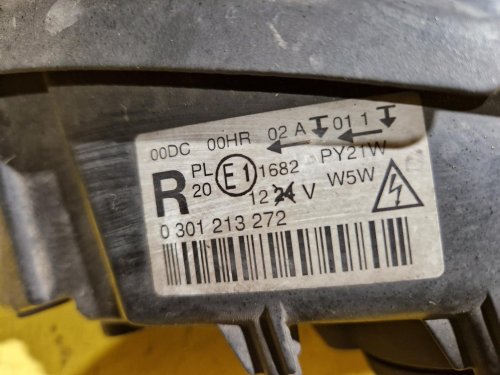 00DC 00HR 02 A 01 1
R PL 20 E1 1682 PY21W
12 24 V W5W
0 301 213 272